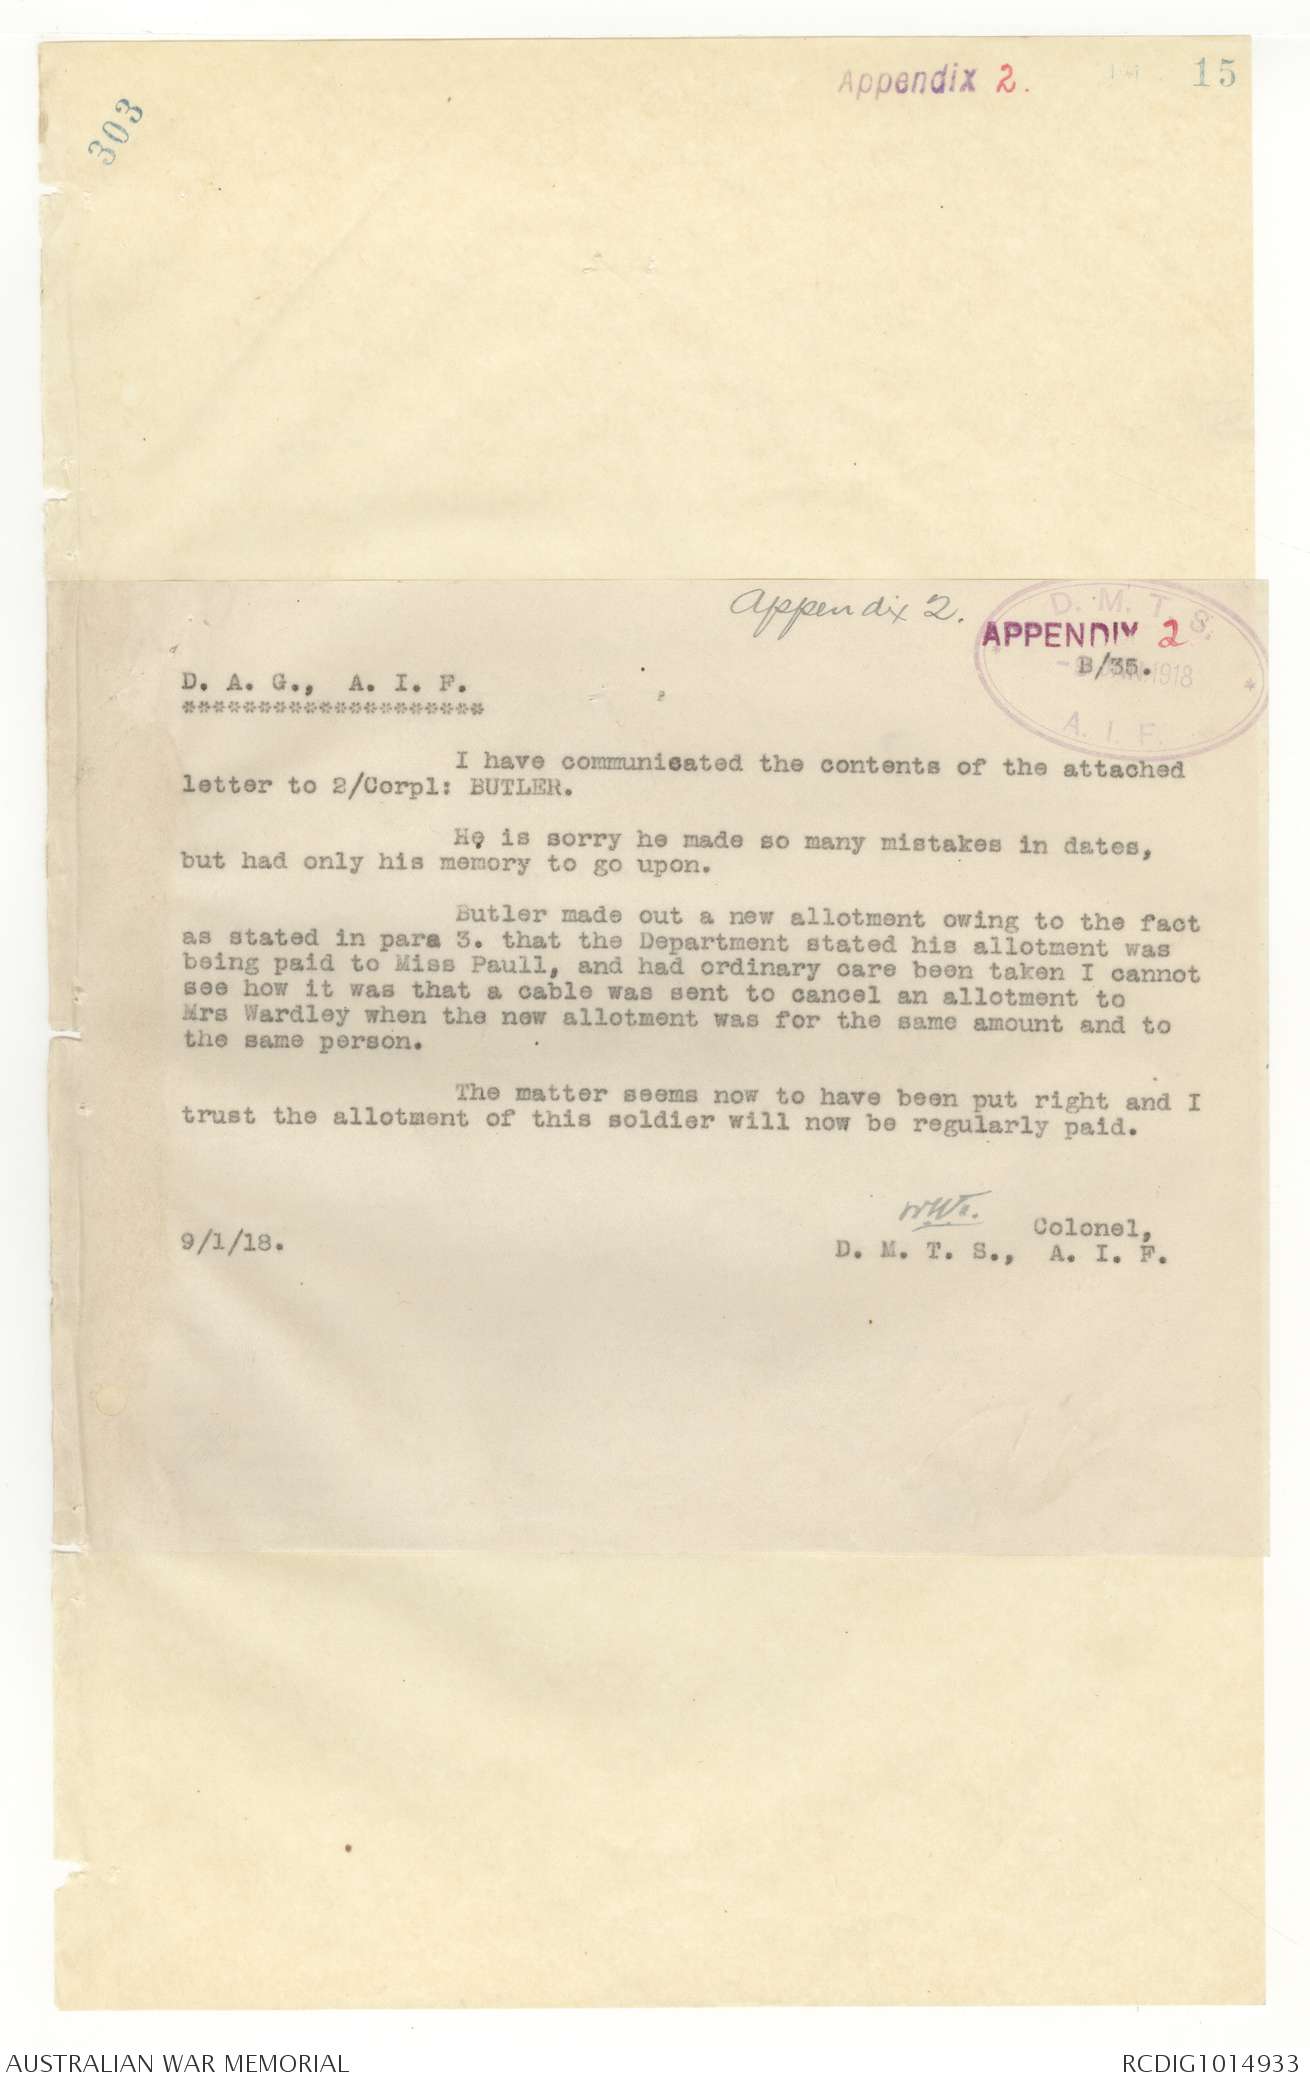 303
Appendix 2.
15
Appendix 2.
D. M. T. S.
APPENDIX 2
B/35.
JAN 1918
A. I. F.
D. A. G., A. I. F.
********************
I have communicated the contents of the attached
letter to 2/Corpl: BUTLER.
He is sorry he made so many mistakes in dates,
but had only his memory to go upon.
Butler made out a new allotment owing to the fact
as stated in para 3. that the Department stated his allotment was
being paid to Miss Paull, and had ordinary care been taken I cannot
see how it was that a cable was sent to cancel an allotment to
Mrs Wardley when the new allotment was for the same amount and to
the same person.
The matter seems now to have been put right and I
trust the allotment of this soldier will now be regularly paid.
Colonel,
9/1/18.
D. M. T. S., A. I. F.
AUSTRALIAN WAR MEMORIAL
RCDIG1014933